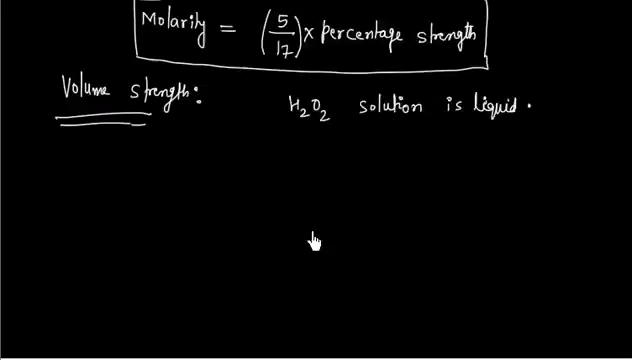 Molarity = (5/17) x percentage strength
Volume strength: H₂O₂ solution is liquid.